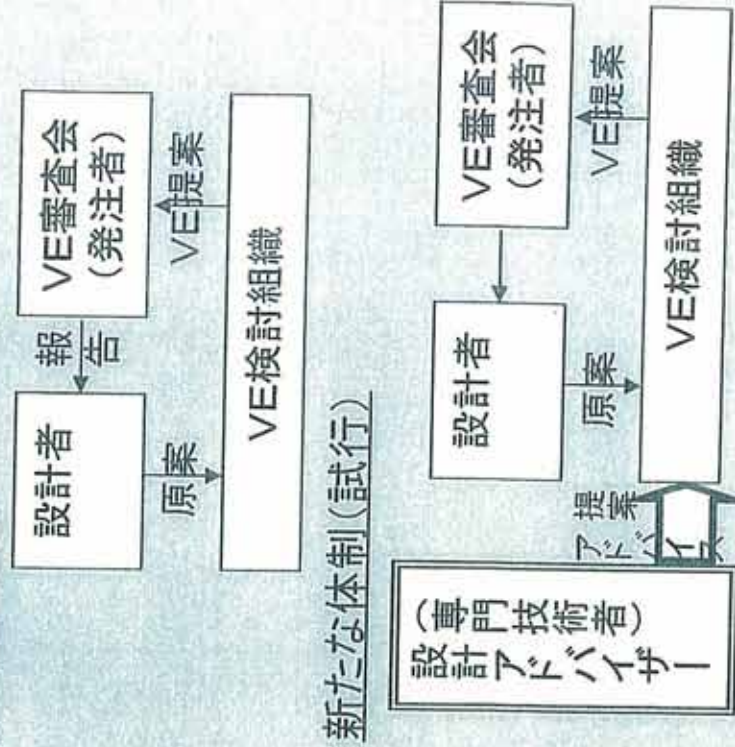 設計者
報告
VE審査会
(発注者)
原案
VE提案
VE検討組織
新たな体制(試行)
設計アドバイザー
(専門技術者)
提案
アドバイス
設計者
VE審査会
(発注者)
原案
VE提案
VE検討組織